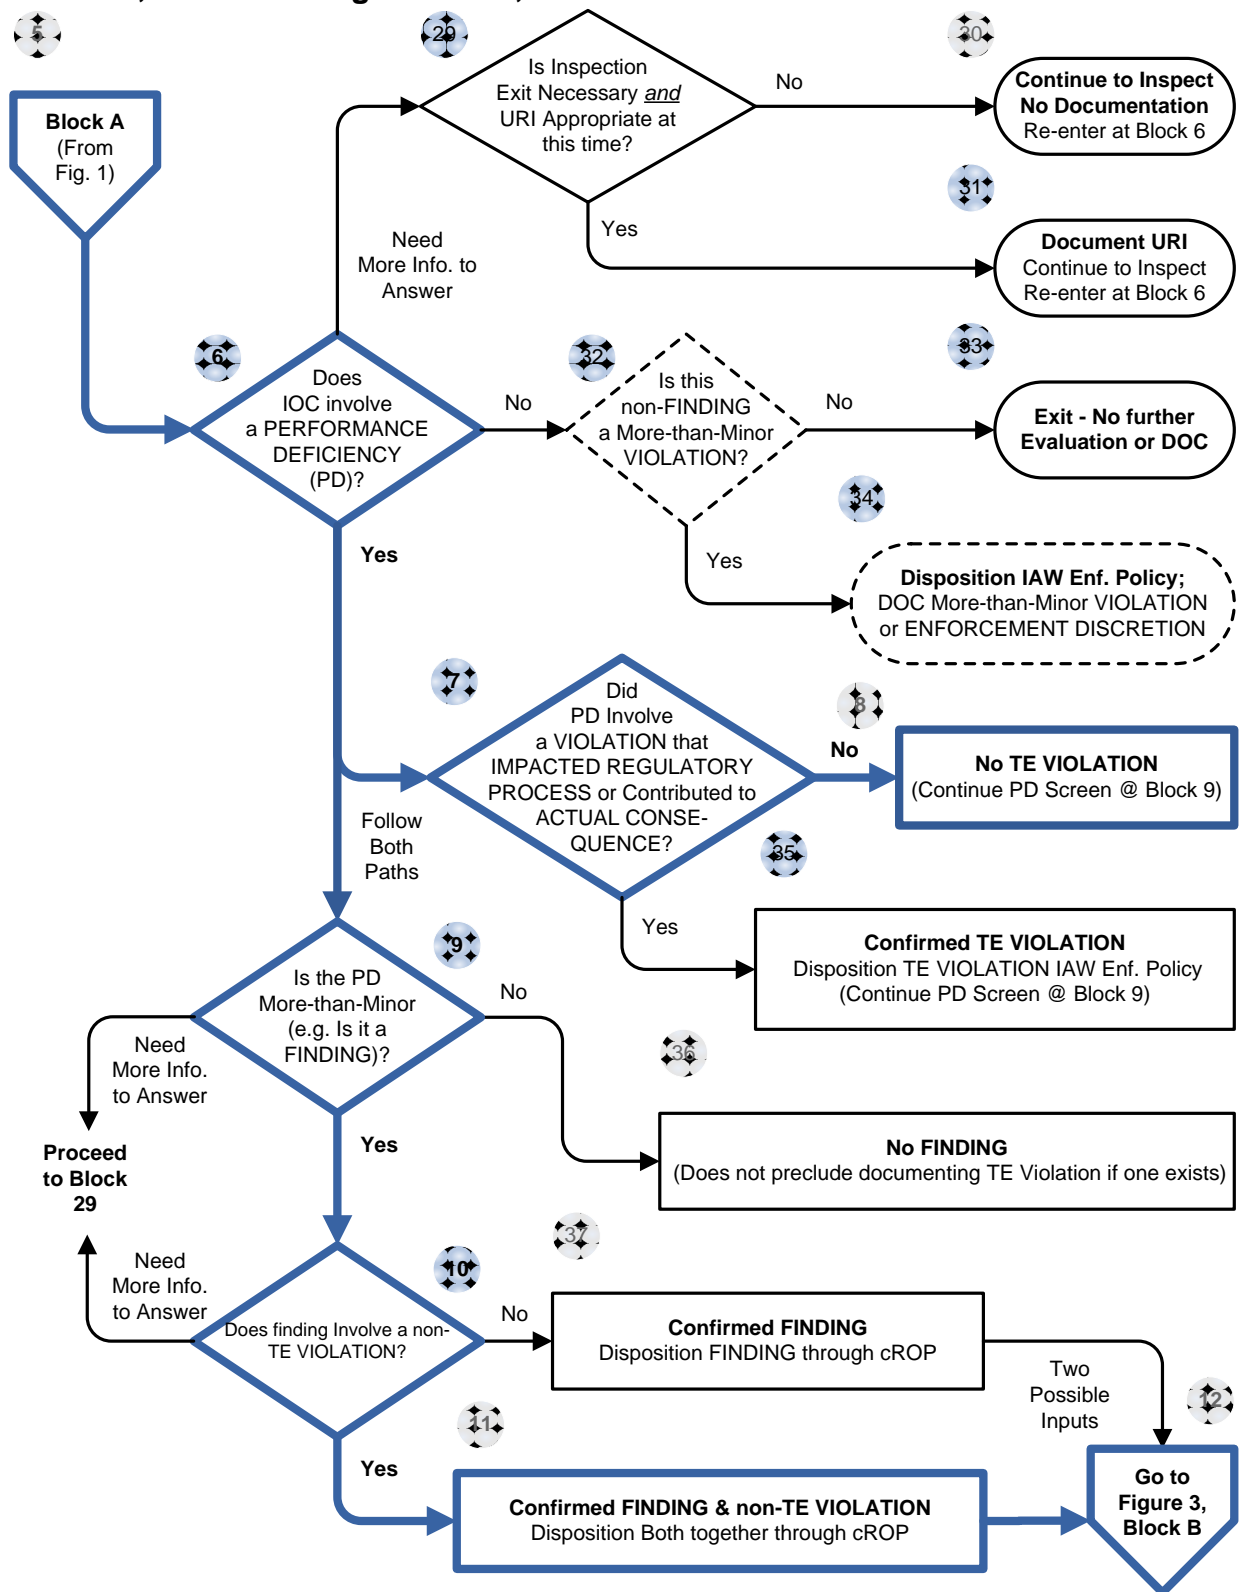 5
29
30
Block A
(From
Fig. 1)
Is Inspection
Exit Necessary and
URI Appropriate at
this time?
No
Continue to Inspect
No Documentation
Re-enter at Block 6
31
Yes
Document URI
Continue to Inspect
Re-enter at Block 6
Need
More Info. to
Answer
6
32
33
Does
IOC involve
a PERFORMANCE
DEFICIENCY
(PD)?
No
Is this
non-FINDING
a More-than-Minor
VIOLATION?
No
Exit - No further
Evaluation or DOC
34
Yes
Yes
Disposition IAW Enf. Policy;
DOC More-than-Minor VIOLATION
or ENFORCEMENT DISCRETION
7
8
Did
PD Involve
a VIOLATION that
IMPACTED REGULATORY
PROCESS or Contributed to
ACTUAL CONSE-
QUENCE?
No
No TE VIOLATION
(Continue PD Screen @ Block 9)
Follow
Both
Paths
35
Yes
Confirmed TE VIOLATION
Disposition TE VIOLATION IAW Enf. Policy
(Continue PD Screen @ Block 9)
9
Is the PD
More-than-Minor
(e.g. Is it a
FINDING)?
No
Need
More Info.
to Answer
36
Yes
No FINDING
(Does not preclude documenting TE Violation if one exists)
Proceed
to Block
29
37
Need
More Info.
to Answer
10
Does finding Involve a non-
TE VIOLATION?
No
Confirmed FINDING
Disposition FINDING through cROP
Two
Possible
Inputs
12
11
Yes
Confirmed FINDING & non-TE VIOLATION
Disposition Both together through cROP
Go to
Figure 3,
Block B